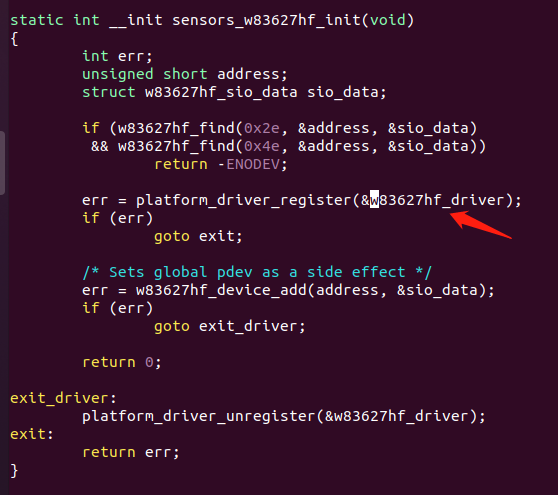 static int __init sensors_w83627hf_init(void)
{
        int err;
        unsigned short address;
        struct w83627hf_sio_data sio_data;

        if (w83627hf_find(0x2e, &address, &sio_data)
         && w83627hf_find(0x4e, &address, &sio_data))
                return -ENODEV;

        err = platform_driver_register(&w83627hf_driver);
        if (err)
                goto exit;

        /* Sets global pdev as a side effect */
        err = w83627hf_device_add(address, &sio_data);
        if (err)
                goto exit_driver;

        return 0;

exit_driver:
        platform_driver_unregister(&w83627hf_driver);
exit:
        return err;
}